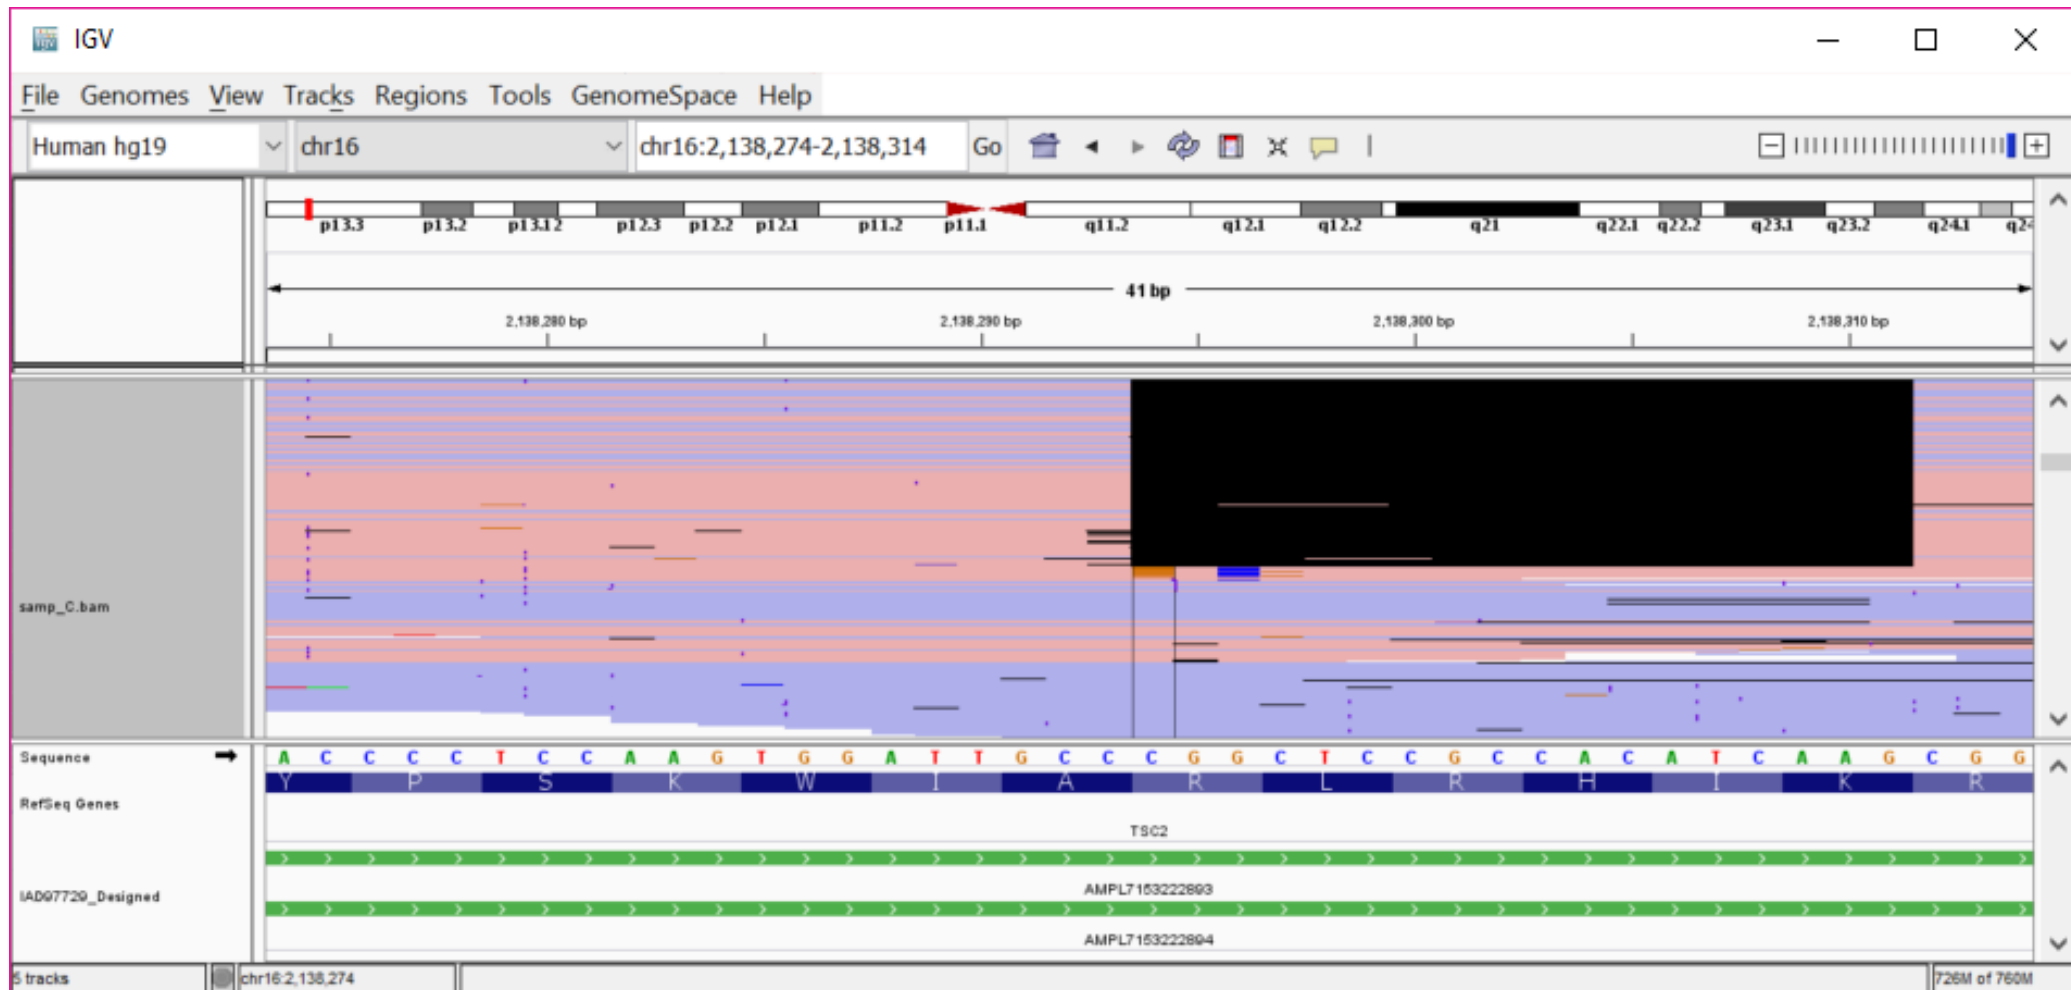 IGV
File Genomes View Tracks Regions Tools GenomeSpace Help
Human hg19 chr16 chr16:2,138,274-2,138,314 Go
p13.3 p13.2 p13.12 p12.3 p12.2 p12.1 p11.2 p11.1 q11.2 q12.1 q12.2 q21 q22.1 q22.2 q23.1 q23.2 q24.1 q24
41 bp
2,138,280 bp 2,138,290 bp 2,138,300 bp 2,138,310 bp
samp_C.bam
Sequence A C C C C T C C A A G T G G A T T G C C C G G C T C C G C C A C A T C A A G C G G
Y P S K W I A R L R H I K R
RefSeq Genes
TSC2
AMPL7153222893
IAD97729_Designed
AMPL7153222894
5 tracks chr16:2,138,274 726M of 760M